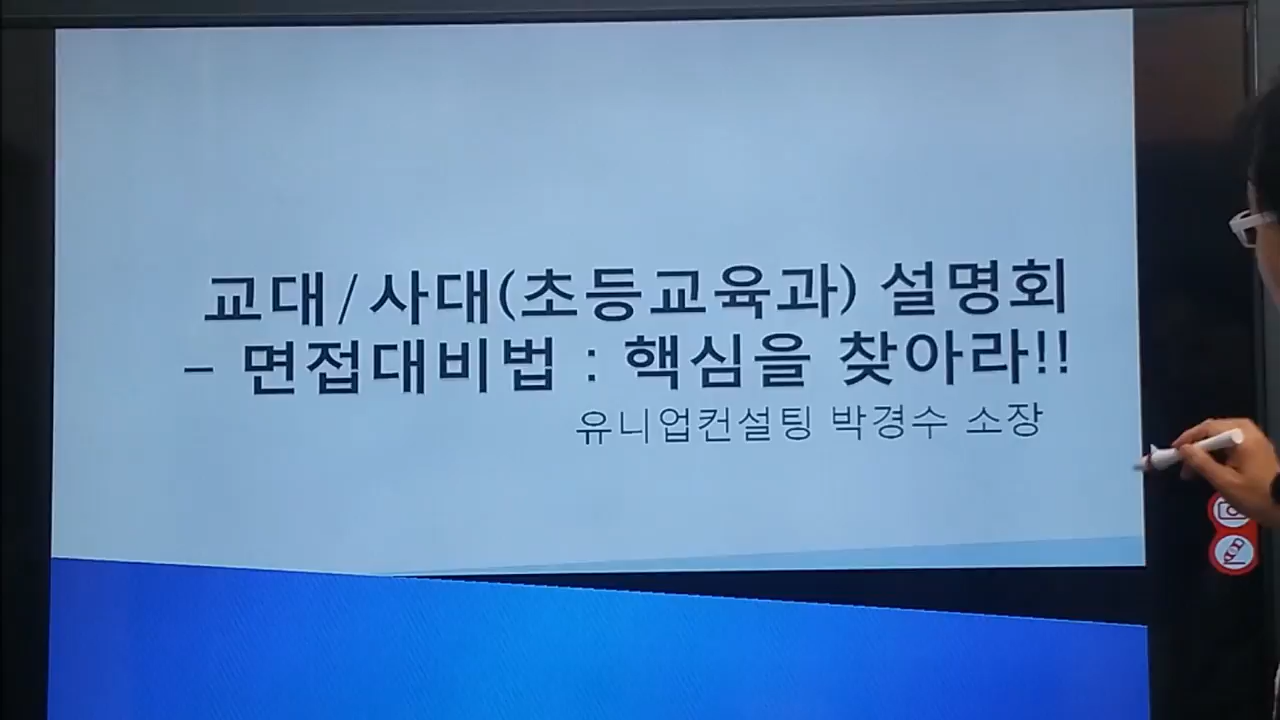 교대/사대(초등교육과) 설명회
- 면접대비법 : 핵심을 찾아라!!
유니업컨설팅 박경수 소장